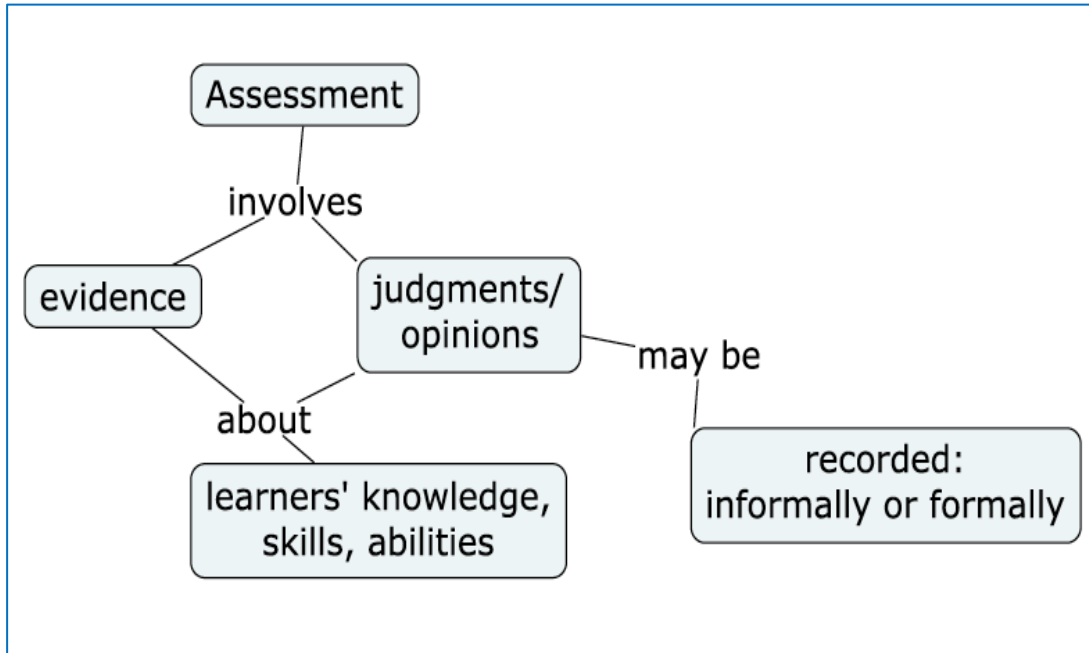 Assessment
involves
evidence
judgments/
opinions
may be
about
recorded:
informally or formally
learners' knowledge,
skills, abilities